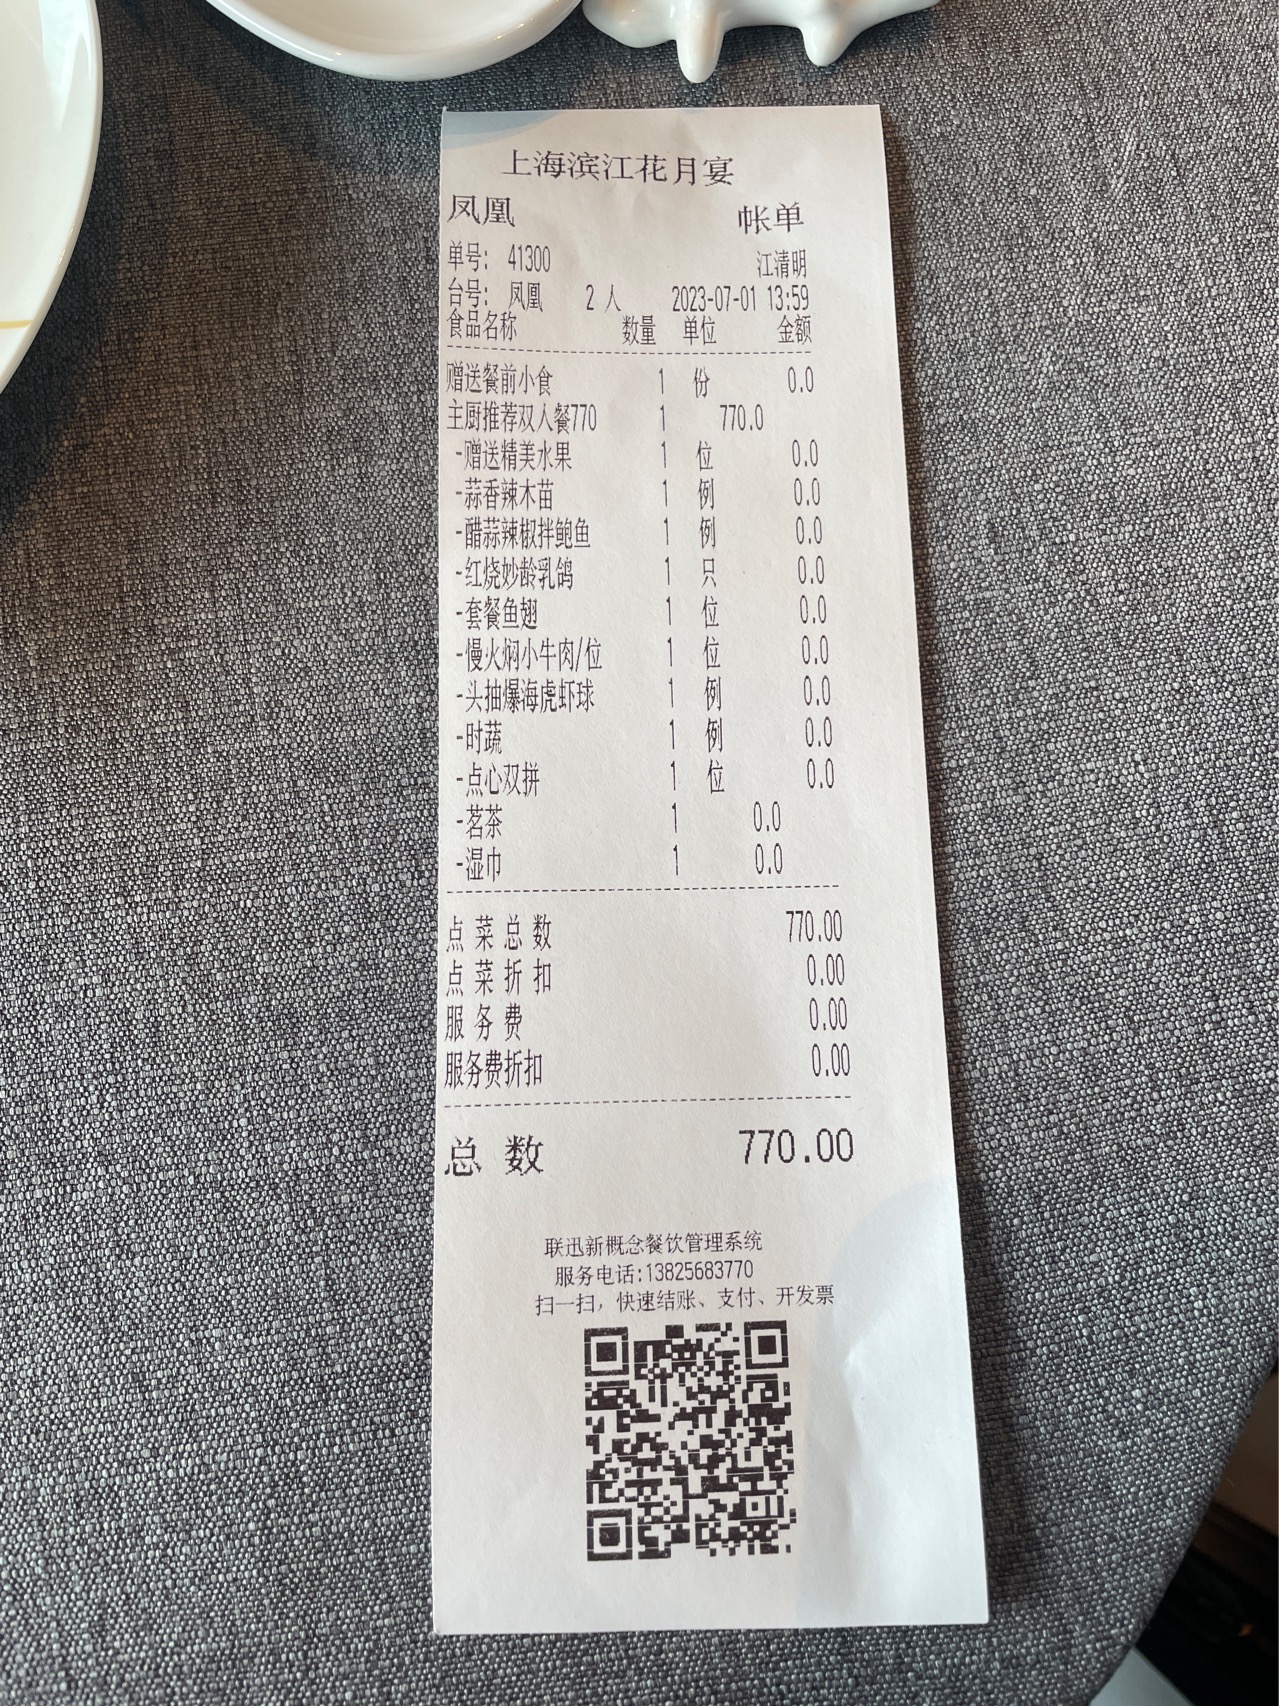 上海滨江花月宴
凤凰 帐单
单号: 41300 江清明
台号: 凤凰 2 人 2023-07-01 13:59
食品名称 数量 单位 金额
赠送餐前小食 1 份 0.0
主厨推荐双人餐770 1 770.0
-赠送精美水果 1 位 0.0
-蒜香辣木苗 1 例 0.0
-醋蒜辣椒拌鲍鱼 1 例 0.0
-红烧妙龄乳鸽 1 只 0.0
-套餐鱼翅 1 位 0.0
-慢火焖小牛肉/位 1 位 0.0
-头抽爆海虎虾球 1 例 0.0
-时蔬 1 例 0.0
-点心双拼 1 位 0.0
-茗茶 1 0.0
-湿巾 1 0.0
点菜总数 770.00
点菜折扣 0.00
服务费 0.00
服务费折扣 0.00
总数 770.00
联迅新概念餐饮管理系统
服务电话:13825683770
扫一扫，快速结账、支付、开发票